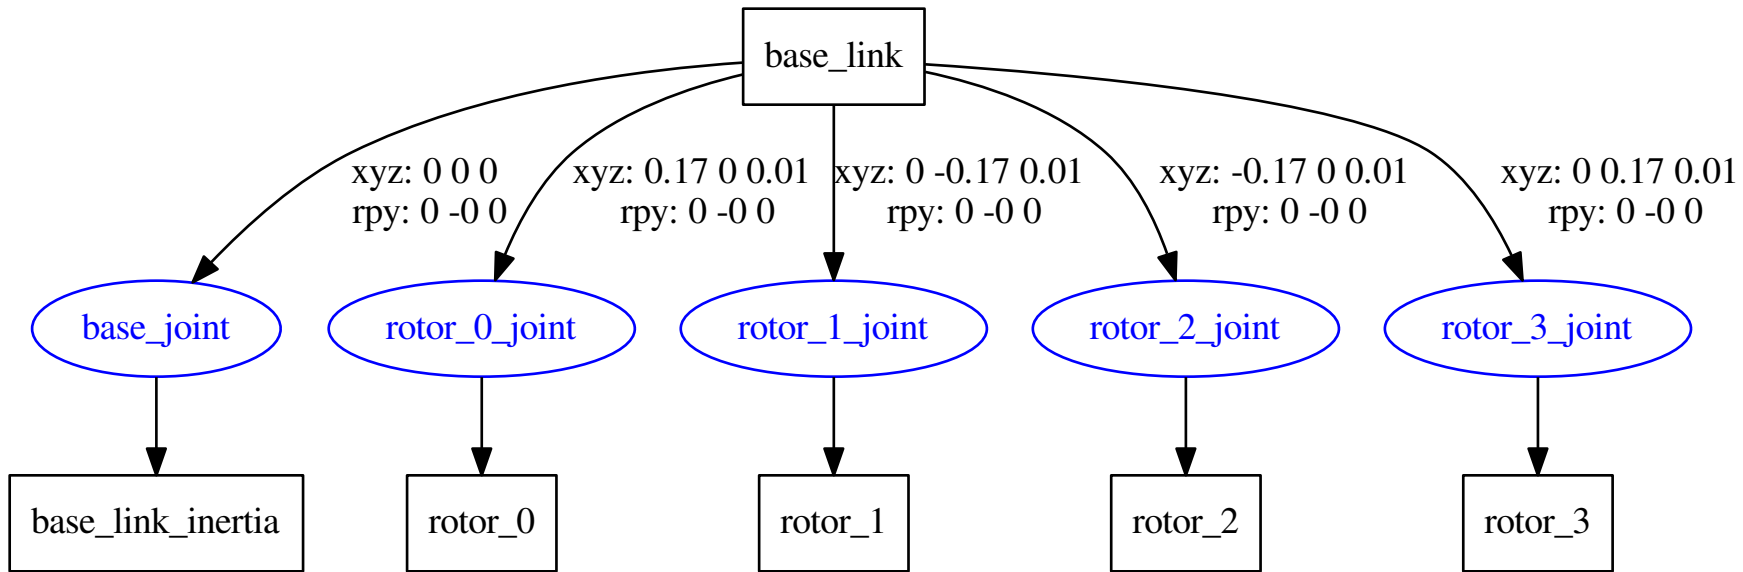 base_link
xyz: 0 0 0
rpy: 0 -0 0
xyz: 0.17 0 0.01
rpy: 0 -0 0
xyz: 0 -0.17 0.01
rpy: 0 -0 0
xyz: -0.17 0 0.01
rpy: 0 -0 0
xyz: 0 0.17 0.01
rpy: 0 -0 0
base_joint
rotor_0_joint
rotor_1_joint
rotor_2_joint
rotor_3_joint
base_link_inertia
rotor_0
rotor_1
rotor_2
rotor_3